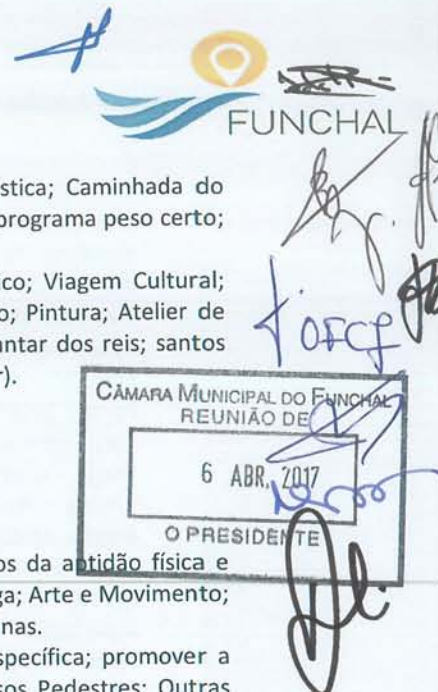 FUNCHAL
stica; Caminhada do
programa peso certo;
ico; Viagem Cultural;
o; Pintura; Atelier de
antar dos reis; santos
r).
CÂMARA MUNICIPAL DO FUNCHAL
REUNIÃO DE
6 ABR. 2017
O PRESIDENTE
os da aptidão física e
ga; Arte e Movimento;
nas.
specífica; promover a
sos Pedestres; Outras